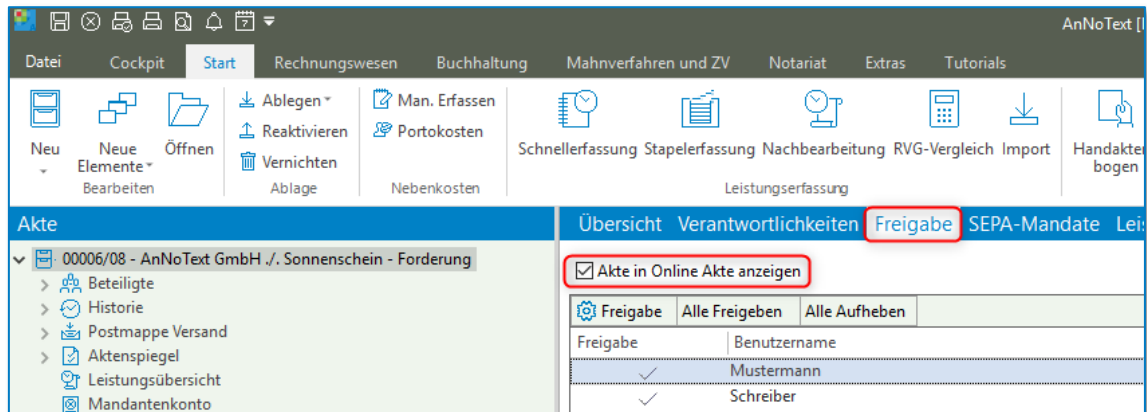 AnNoText [
Datei Cockpit Start Rechnungswesen Buchhaltung Mahnverfahren und ZV Notariat Extras Tutorials
Neu
Neue Elemente
Öffnen
Bearbeiten
Ablegen
Reaktivieren
Vernichten
Ablage
Man. Erfassen
Portokosten
Nebenkosten
Schnellerfassung Stapelerfassung Nachbearbeitung RVG-Vergleich Import
Leistungserfassung
Handakten
bogen
Akte
00006/08 - AnNoText GmbH ./. Sonnenschein - Forderung
Beteiligte
Historie
Postmappe Versand
Aktenspiegel
Leistungsübersicht
Mandantenkonto
Übersicht Verantwortlichkeiten Freigabe SEPA-Mandate Lei
Akte in Online Akte anzeigen
Freigabe Alle Freigeben Alle Aufheben
Freigabe Benutzername
Mustermann
Schreiber